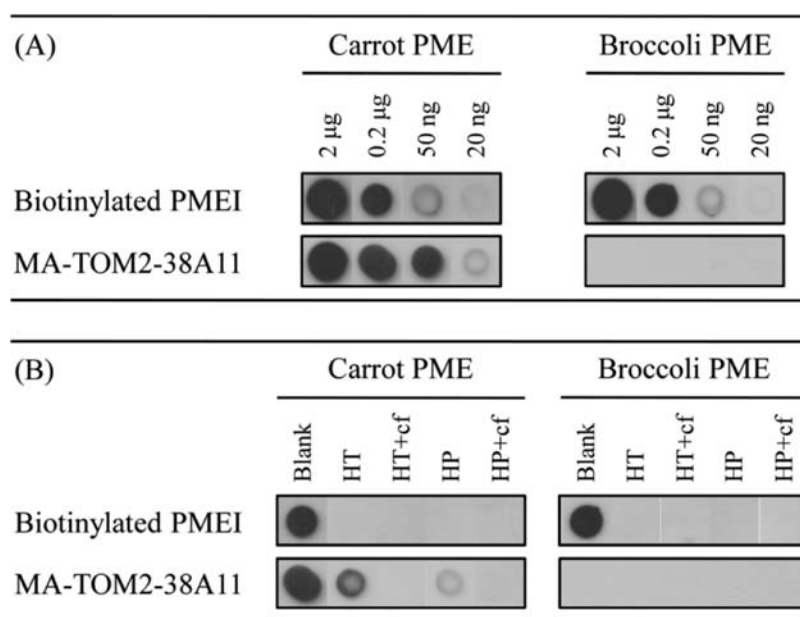 (A) Carrot PME Broccoli PME
2 µg 0.2 µg 50 ng 20 ng 2 µg 0.2 µg 50 ng 20 ng
Biotinylated PMEI
MA-TOM2-38A11
(B) Carrot PME Broccoli PME
Blank HT HT+cf HP HP+cf Blank HT HT+cf HP HP+cf
Biotinylated PMEI
MA-TOM2-38A11